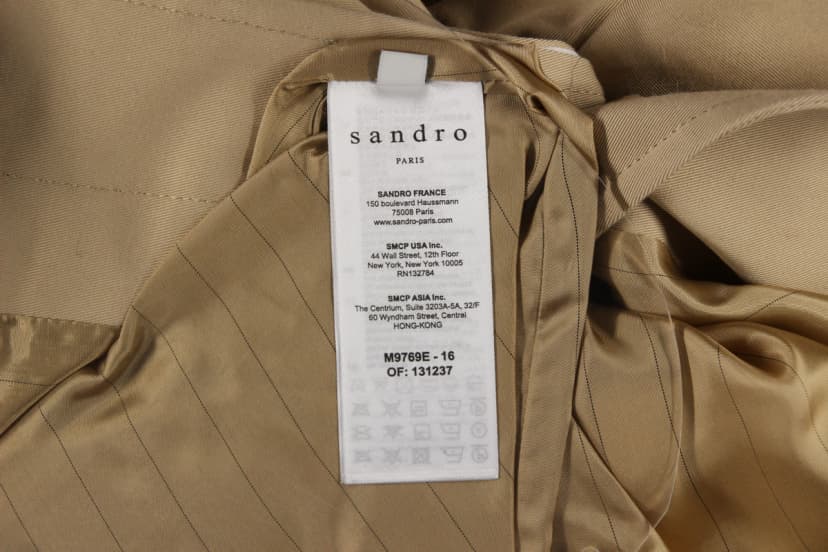 sandro
PARIS
SANDRO FRANCE
150 boulevard Haussmann
75008 Paris
www.sandro-paris.com
SMCP USA Inc.
44 Wall Street, 12th Floor
New York, New York 10005
RN132784
SMCP ASIA Inc.
The Centrium, Suite 3203A-5A, 32/F
60 Wyndham Street, Central
HONG-KONG
M9769E - 16
OF: 131237